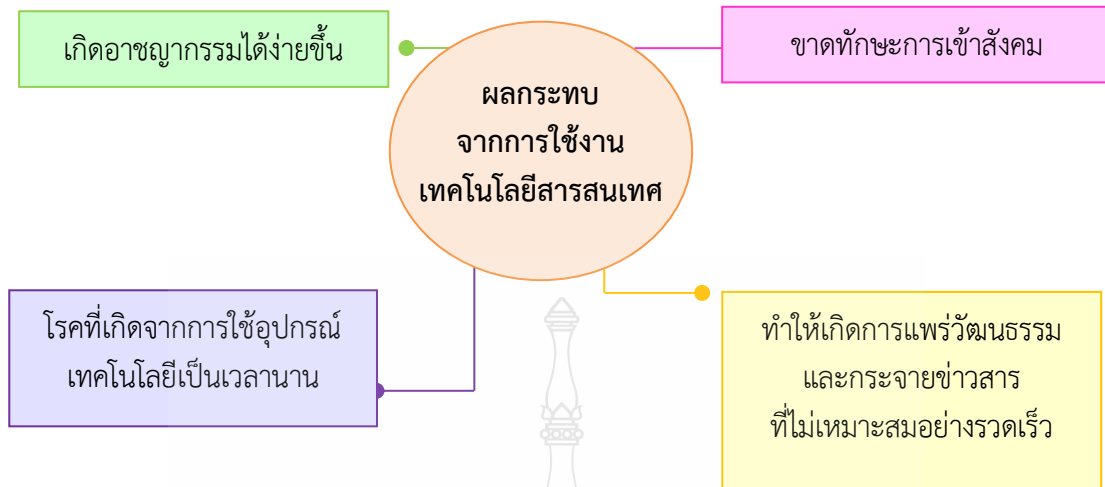 เกิดอาชญากรรมได้ง่ายขึ้น
ขาดทักษะการเข้าสังคม
ผลกระทบ
จากการใช้งาน
เทคโนโลยีสารสนเทศ
โรคที่เกิดจากการใช้อุปกรณ์
เทคโนโลยีเป็นเวลานาน
ทำให้เกิดการแพร่วัฒนธรรม
และกระจายข่าวสาร
ที่ไม่เหมาะสมอย่างรวดเร็ว